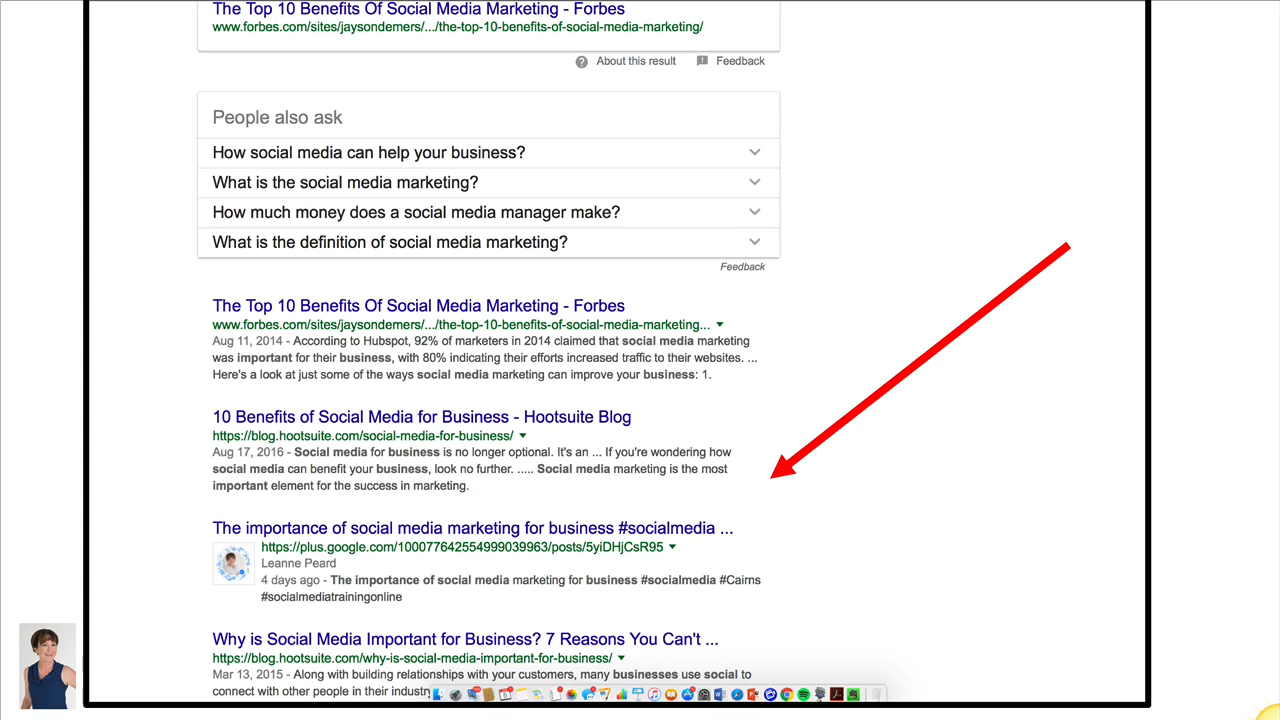 The Top 10 Benefits Of Social Media Marketing - Forbes
www.forbes.com/sites/jaysondemers/.../the-top-10-benefits-of-social-media-marketing/
About this result Feedback
People also ask
How social media can help your business?
What is the social media marketing?
How much money does a social media manager make?
What is the definition of social media marketing?
Feedback
The Top 10 Benefits Of Social Media Marketing - Forbes
www.forbes.com/sites/jaysondemers/.../the-top-10-benefits-of-social-media-marketing...
Aug 11, 2014 - According to Hubspot, 92% of marketers in 2014 claimed that social media marketing
was important for their business, with 80% indicating their efforts increased traffic to their websites. ...
Here's a look at just some of the ways social media marketing can improve your business: 1.
10 Benefits of Social Media for Business - Hootsuite Blog
https://blog.hootsuite.com/social-media-for-business/
Aug 17, 2016 - Social media for business is no longer optional. It's an ... If you're wondering how
social media can benefit your business, look no further. ..... Social media marketing is the most
important element for the success in marketing.
The importance of social media marketing for business #socialmedia ...
https://plus.google.com/100077642554999039963/posts/5yiDHjCsR95
Leanne Peard
4 days ago - The importance of social media marketing for business #socialmedia #Cairns
#socialmediatrainingonline
Why is Social Media Important for Business? 7 Reasons You Can't ...
https://blog.hootsuite.com/why-is-social-media-important-for-business/
Mar 13, 2015 - Along with building relationships with your customers, many businesses use social to
connect with other people in their industry